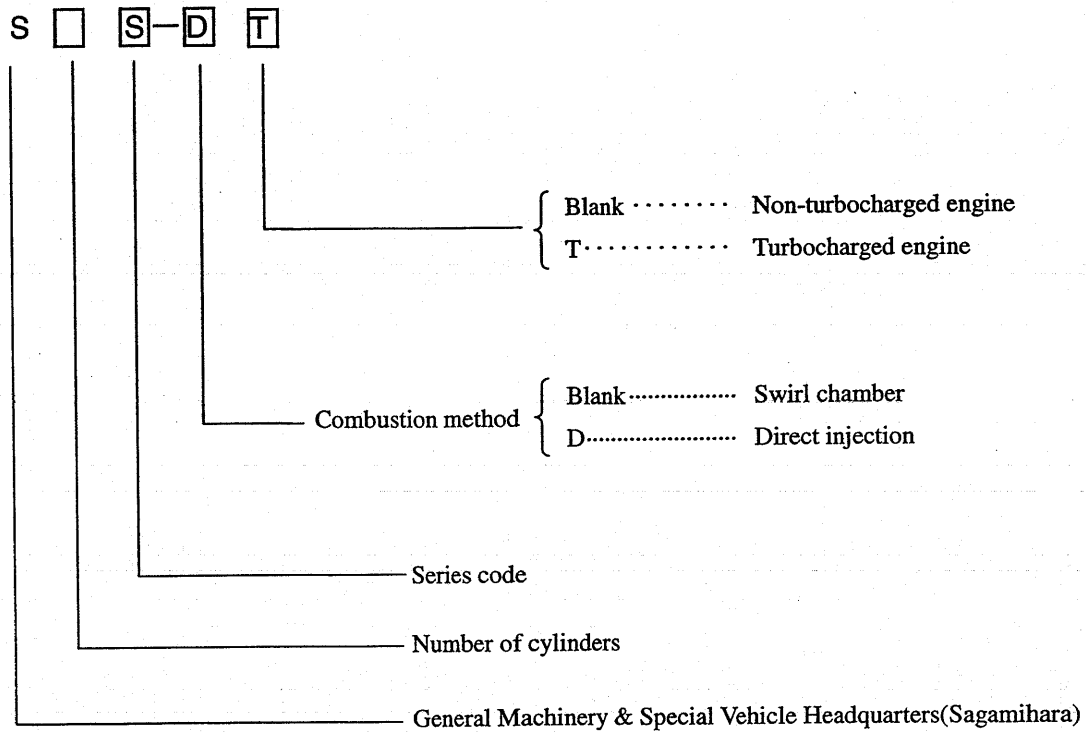 S □ S－D T
Blank ········ Non-turbocharged engine
T············ Turbocharged engine
Combustion method
Blank·················· Swirl chamber
D························· Direct injection
Series code
Number of cylinders
General Machinery & Special Vehicle Headquarters(Sagamihara)